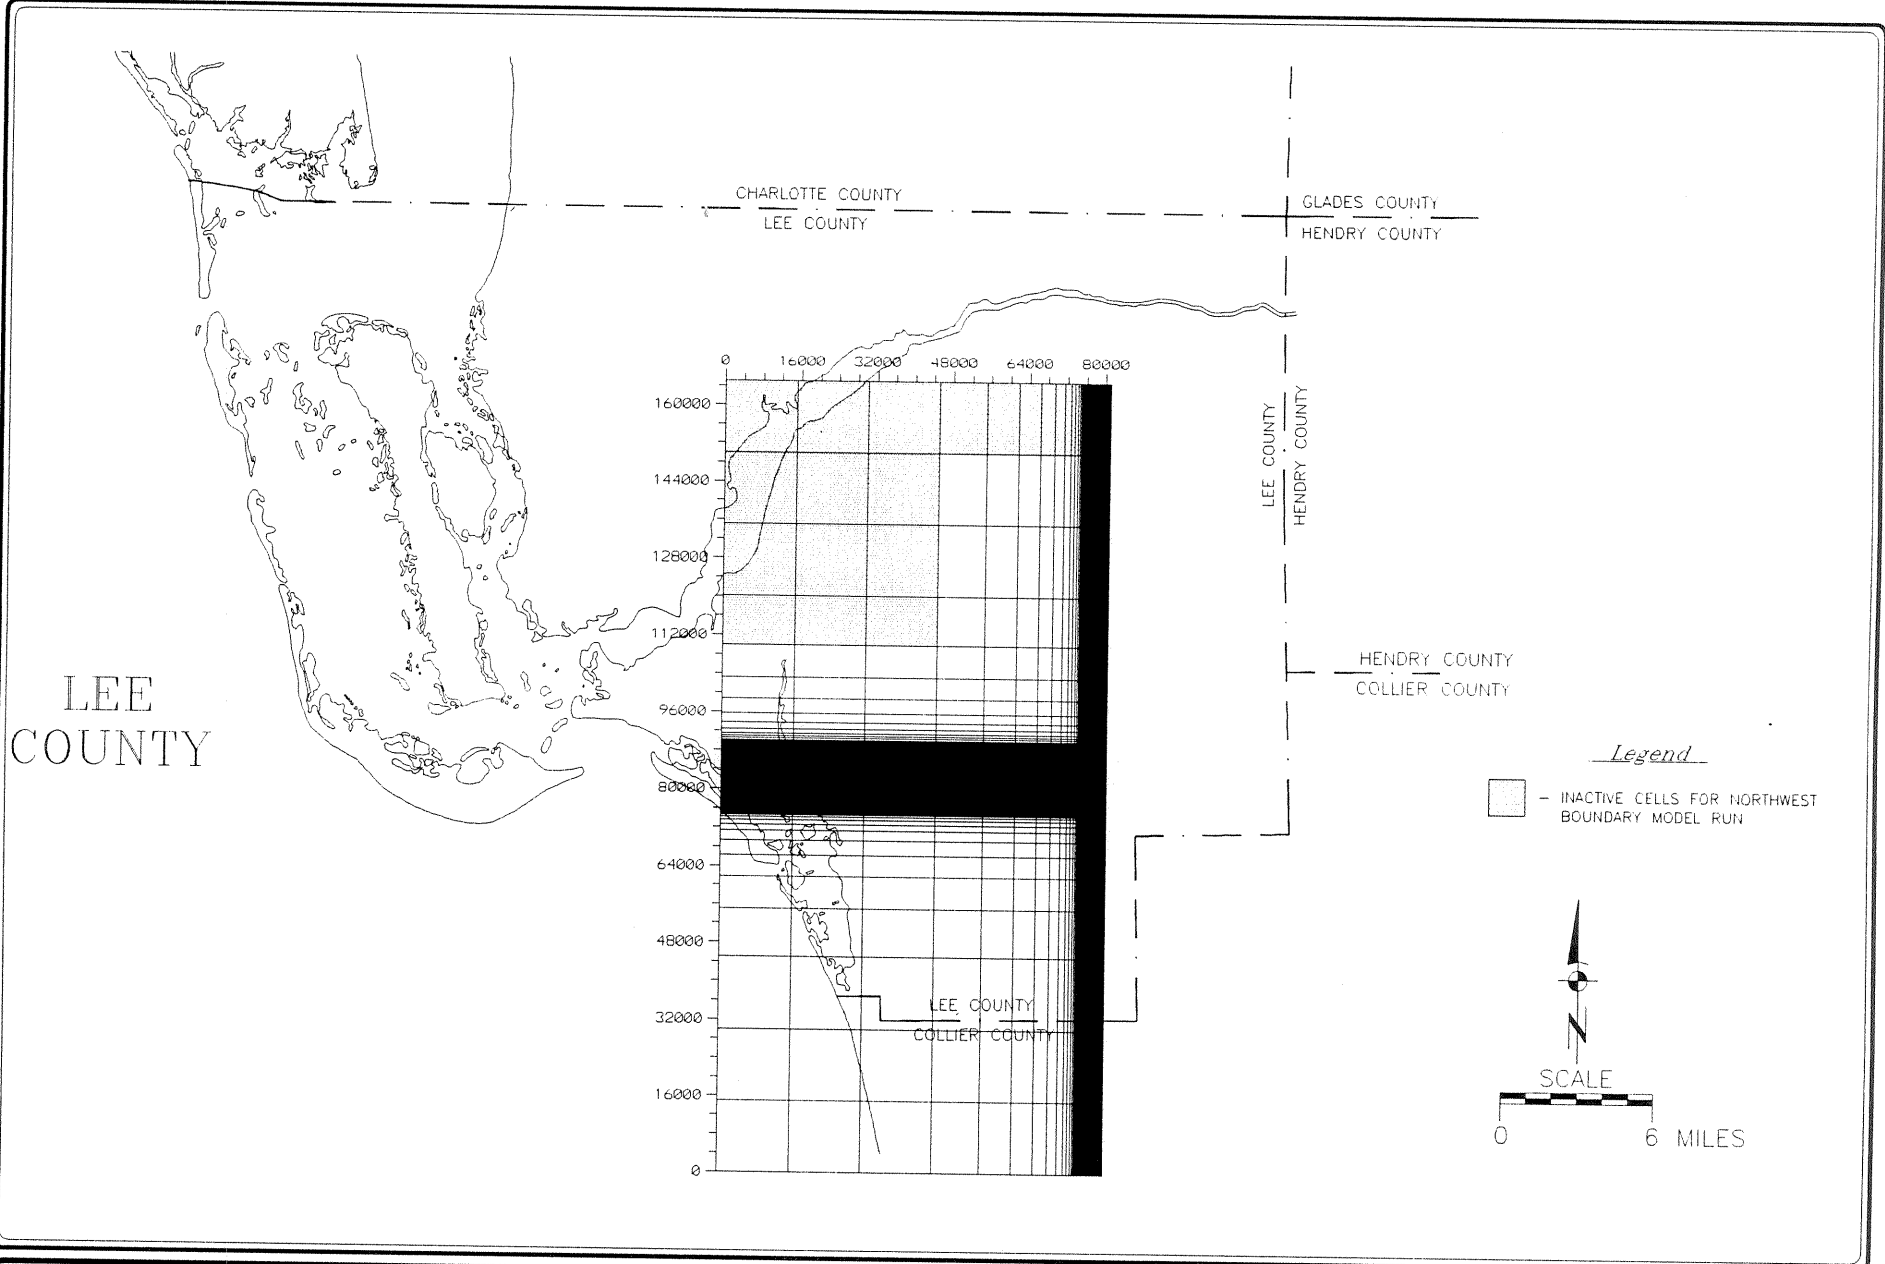 CHARLOTTE COUNTY
LEE COUNTY
GLADES COUNTY
HENDRY COUNTY
0 16000 32000 48000 64000 80000
160000
144000
128000
112000
96000
80000
64000
48000
32000
16000
0
LEE COUNTY
HENDRY COUNTY
HENDRY COUNTY
COLLIER COUNTY
LEE
COUNTY
Legend
– INACTIVE CELLS FOR NORTHWEST
BOUNDARY MODEL RUN
LEE COUNTY
COLLIER COUNTY
N
SCALE
0 6 MILES